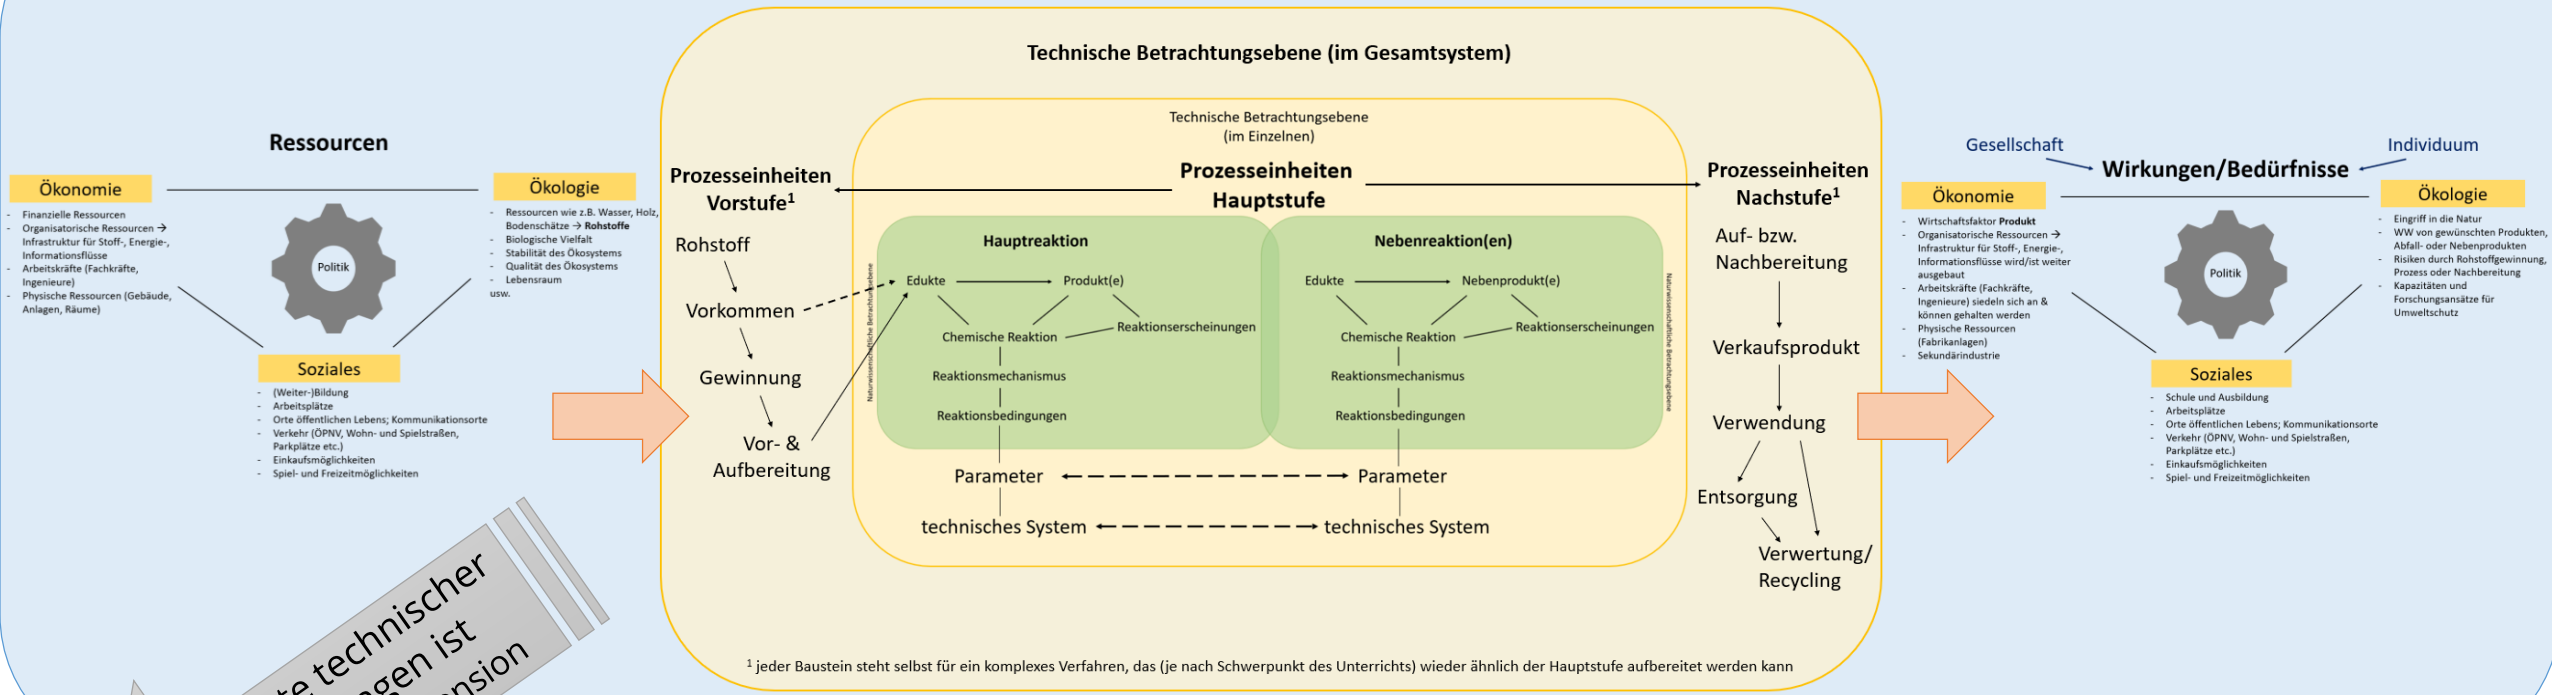 Technische Betrachtungsebene (im Gesamtsystem)
Ressourcen
Ökonomie
- Finanzielle Ressourcen
- Organisatorische Ressourcen →
Infrastruktur für Stoff-, Energie-,
Informationsflüsse
- Arbeitskräfte (Fachkräfte,
Ingenieure)
- Physische Ressourcen (Gebäude,
Anlagen, Räume)
Politik
Ökologie
- Ressourcen wie z.B. Wasser, Holz,
Bodenschätze → Rohstoffe
- Biologische Vielfalt
- Stabilität des Ökosystems
- Qualität des Ökosystems
- Lebensraum
usw.
Soziales
- (Weiter-)Bildung
- Arbeitsplätze
- Orte öffentlichen Lebens; Kommunikationsorte
- Verkehr (ÖPNV, Wohn- und Spielstraßen,
Parkplätze etc.)
- Einkaufsmöglichkeiten
- Spiel- und Freizeitmöglichkeiten
Prozesseinheiten
Vorstufe¹
Rohstoff
Vorkommen
Gewinnung
Vor- &
Aufbereitung
Technische Betrachtungsebene
(im Einzelnen)
Prozesseinheiten
Hauptstufe
Naturwissenschaftliche Betrachtungsebene
Hauptreaktion
Edukte
Produkt(e)
Chemische Reaktion
Reaktionserscheinungen
Reaktionsmechanismus
Reaktionsbedingungen
Parameter
technisches System
Nebenreaktion(en)
Edukte
Nebenprodukt(e)
Chemische Reaktion
Reaktionserscheinungen
Reaktionsmechanismus
Reaktionsbedingungen
Parameter
technisches System
Naturwissenschaftliche Betrachtungsebene
Prozesseinheiten
Nachstufe¹
Auf- bzw.
Nachbereitung
Verkaufsprodukt
Verwendung
Entsorgung
Verwertung/
Recycling
Gesellschaft
Individuum
Wirkungen/Bedürfnisse
Ökonomie
- Wirtschaftsfaktor Produkt
- Organisatorische Ressourcen →
Infrastruktur für Stoff-, Energie-,
Informationsflüsse wird/ist weiter
ausgebaut
- Arbeitskräfte (Fachkräfte,
Ingenieure) siedeln sich an &
können gehalten werden
- Physische Ressourcen
(Fabrikanlagen)
- Sekundärindustrie
Politik
Ökologie
- Eingriff in die Natur
- WW von gewünschten Produkten,
Abfall- oder Nebenprodukten
- Risiken durch Rohstoffgewinnung,
Prozess oder Nachbereitung
- Kapazitäten und
Forschungsansätze für
Umweltschutz
Soziales
- Schule und Ausbildung
- Arbeitsplätze
- Orte öffentlichen Lebens; Kommunikationsorte
- Verkehr (ÖPNV, Wohn- und Spielstraßen,
Parkplätze etc.)
- Einkaufsmöglichkeiten
- Spiel- und Freizeitmöglichkeiten
technischer
ist
¹ jeder Baustein steht selbst für ein komplexes Verfahren, das (je nach Schwerpunkt des Unterrichts) wieder ähnlich der Hauptstufe aufbereitet werden kann